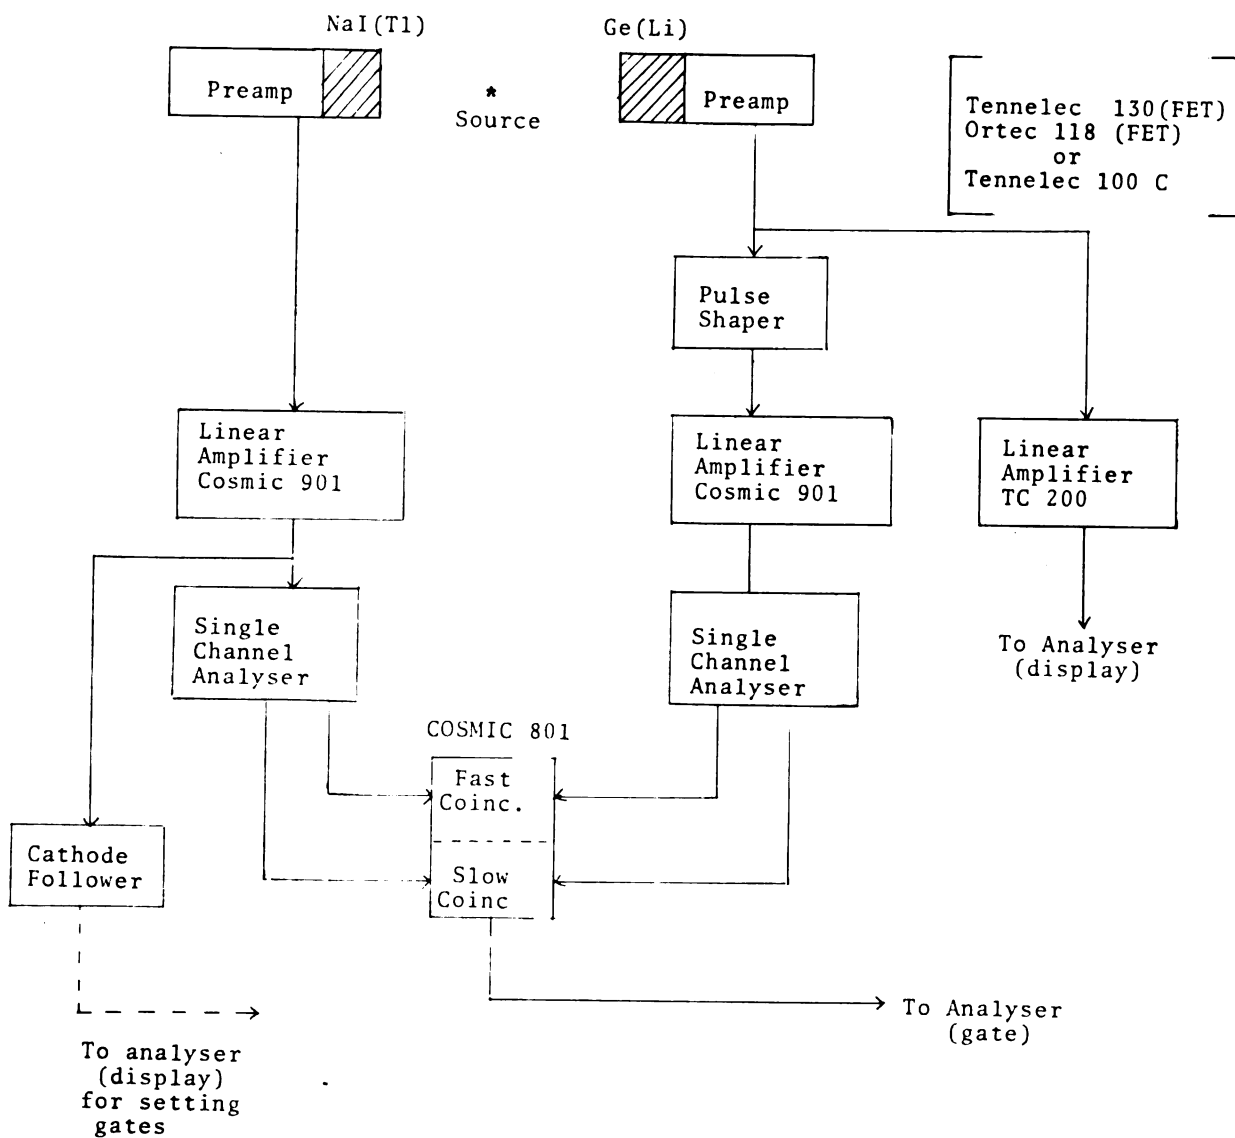 NaI(Tl)
Ge(Li)
Preamp
*
Source
Preamp
Tennelec 130(FET)
Ortec 118 (FET)
or
Tennelec 100 C
Pulse
Shaper
Linear
Amplifier
Cosmic 901
Linear
Amplifier
Cosmic 901
Linear
Amplifier
TC 200
Single
Channel
Analyser
Single
Channel
Analyser
To Analyser
(display)
COSMIC 801
Fast
Coinc.
Slow
Coinc
Cathode
Follower
To Analyser
(gate)
To analyser
(display)
for setting
gates